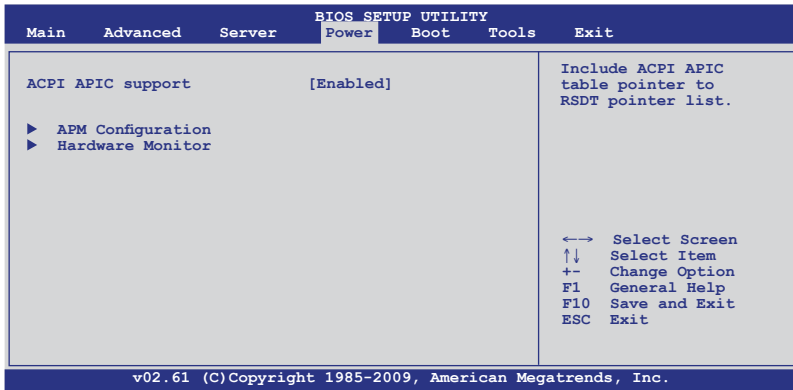 BIOS SETUP UTILITY
Main Advanced Server Power Boot Tools Exit
ACPI APIC support [Enabled]
▶ APM Configuration
▶ Hardware Monitor
Include ACPI APIC
table pointer to
RSDT pointer list.
←→ Select Screen
↑↓ Select Item
+- Change Option
F1 General Help
F10 Save and Exit
ESC Exit
v02.61 (C)Copyright 1985-2009, American Megatrends, Inc.